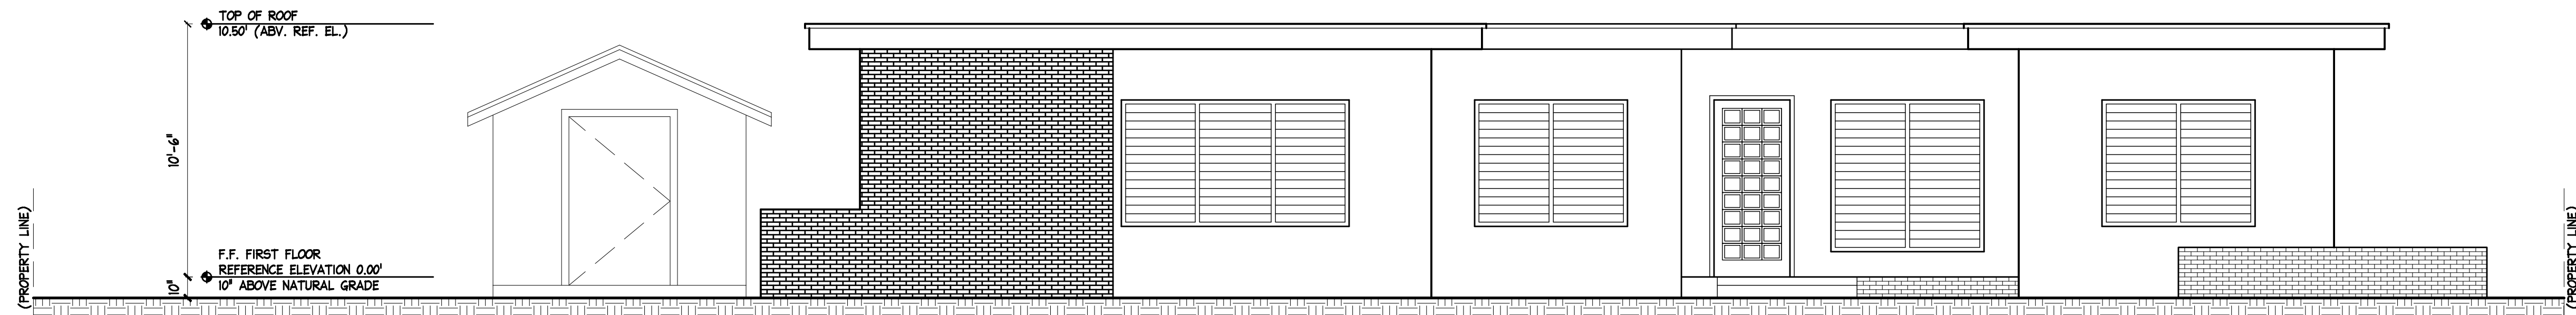 TOP OF ROOF
10.50' (ABV. REF. EL.)
10'-6"
(PROPERTY LINE)
F.F. FIRST FLOOR
REFERENCE ELEVATION 0.00'
10" ABOVE NATURAL GRADE
10"
(PROPERTY LINE)